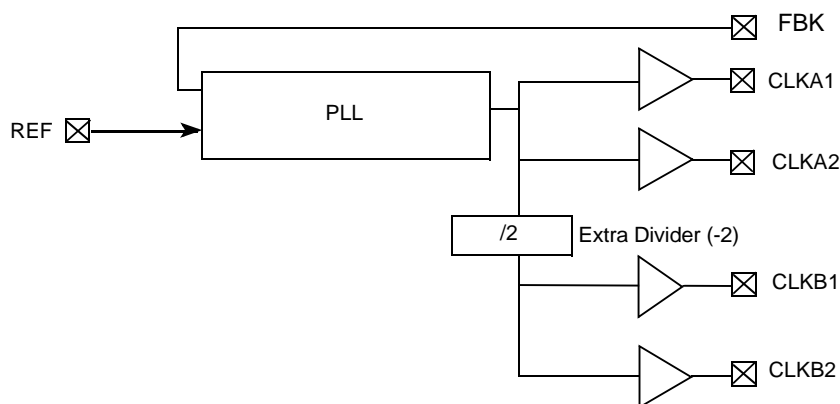 FBK
CLKA1
PLL
REF
CLKA2
/2
Extra Divider (-2)
CLKB1
CLKB2